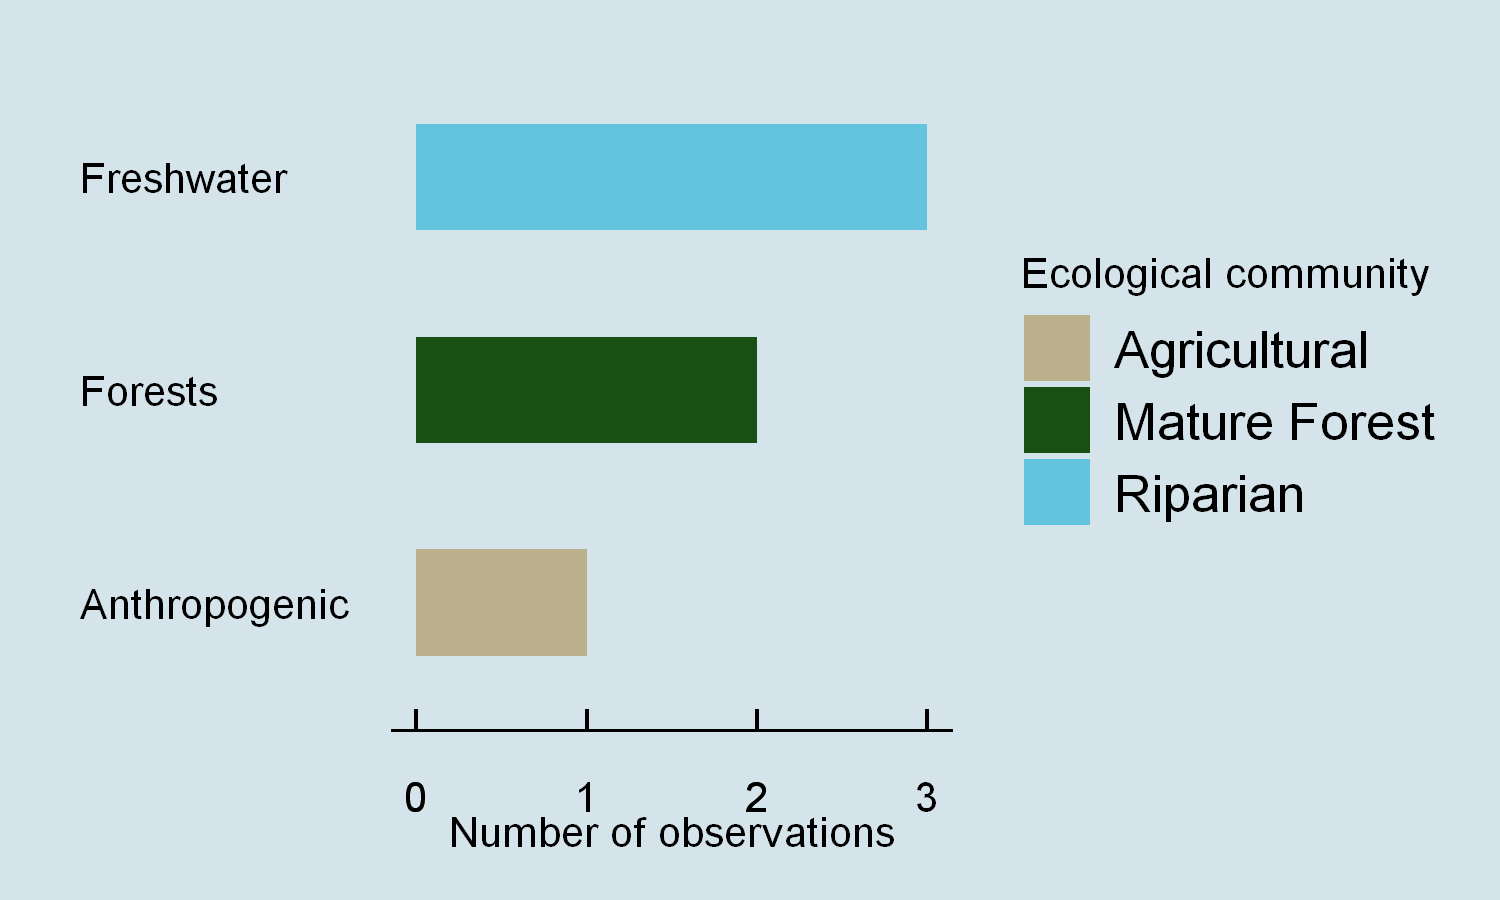 Freshwater
Forests
Anthropogenic
0 1 2 3
Number of observations
Ecological community
Agricultural
Mature Forest
Riparian